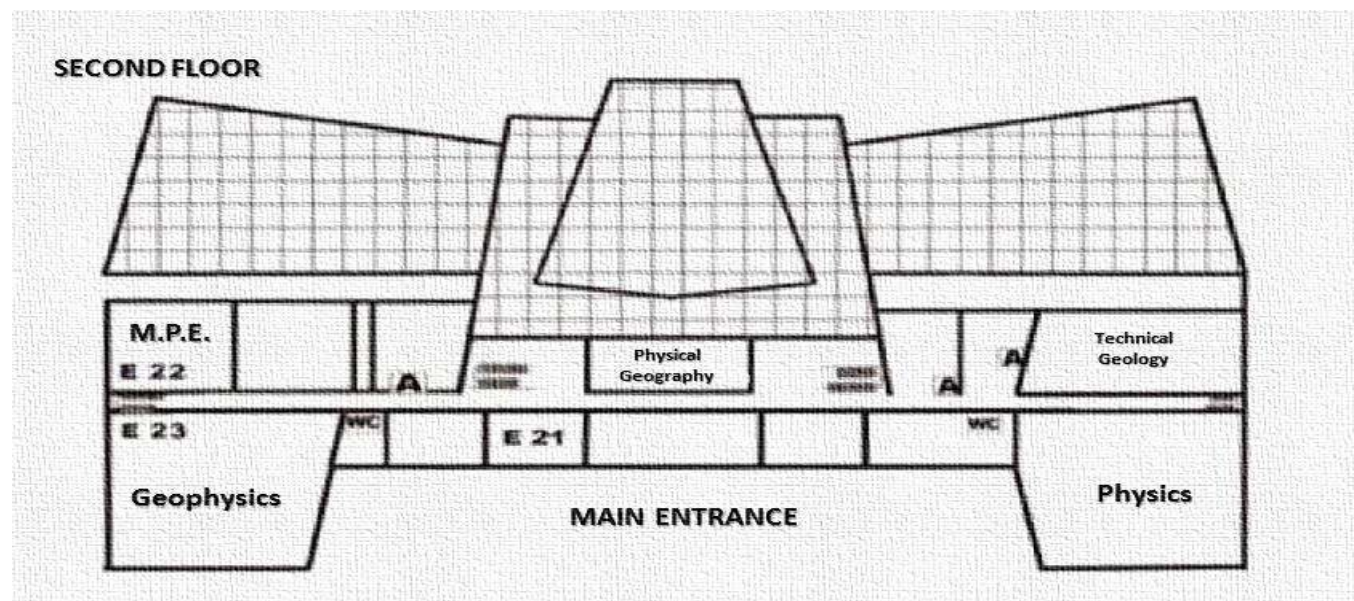 SECOND FLOOR
M.P.E.
E 22
A
Physical
Geography
A
A
Technical
Geology
E 23
WC
E 21
WC
Geophysics
MAIN ENTRANCE
Physics